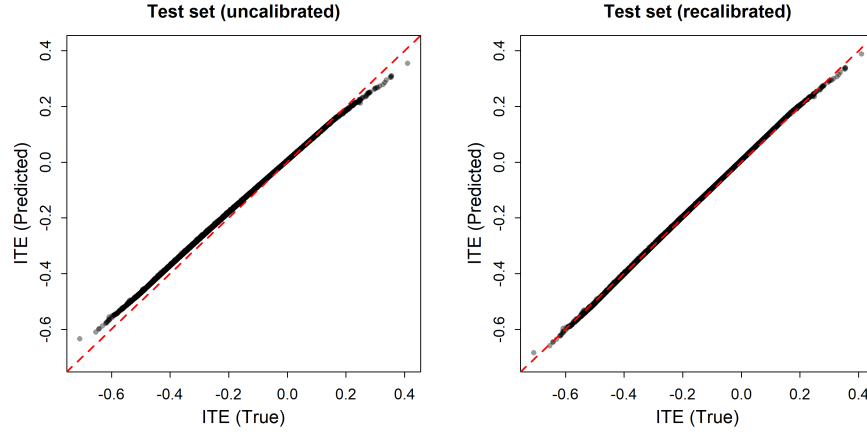 Test set (uncalibrated)
0.4
0.2
0.0
-0.2
-0.4
-0.6
ITE (Predicted)
-0.6 -0.4 -0.2 0.0 0.2 0.4
ITE (True)
Test set (recalibrated)
0.4
0.2
0.0
-0.2
-0.4
-0.6
ITE (Predicted)
-0.6 -0.4 -0.2 0.0 0.2 0.4
ITE (True)